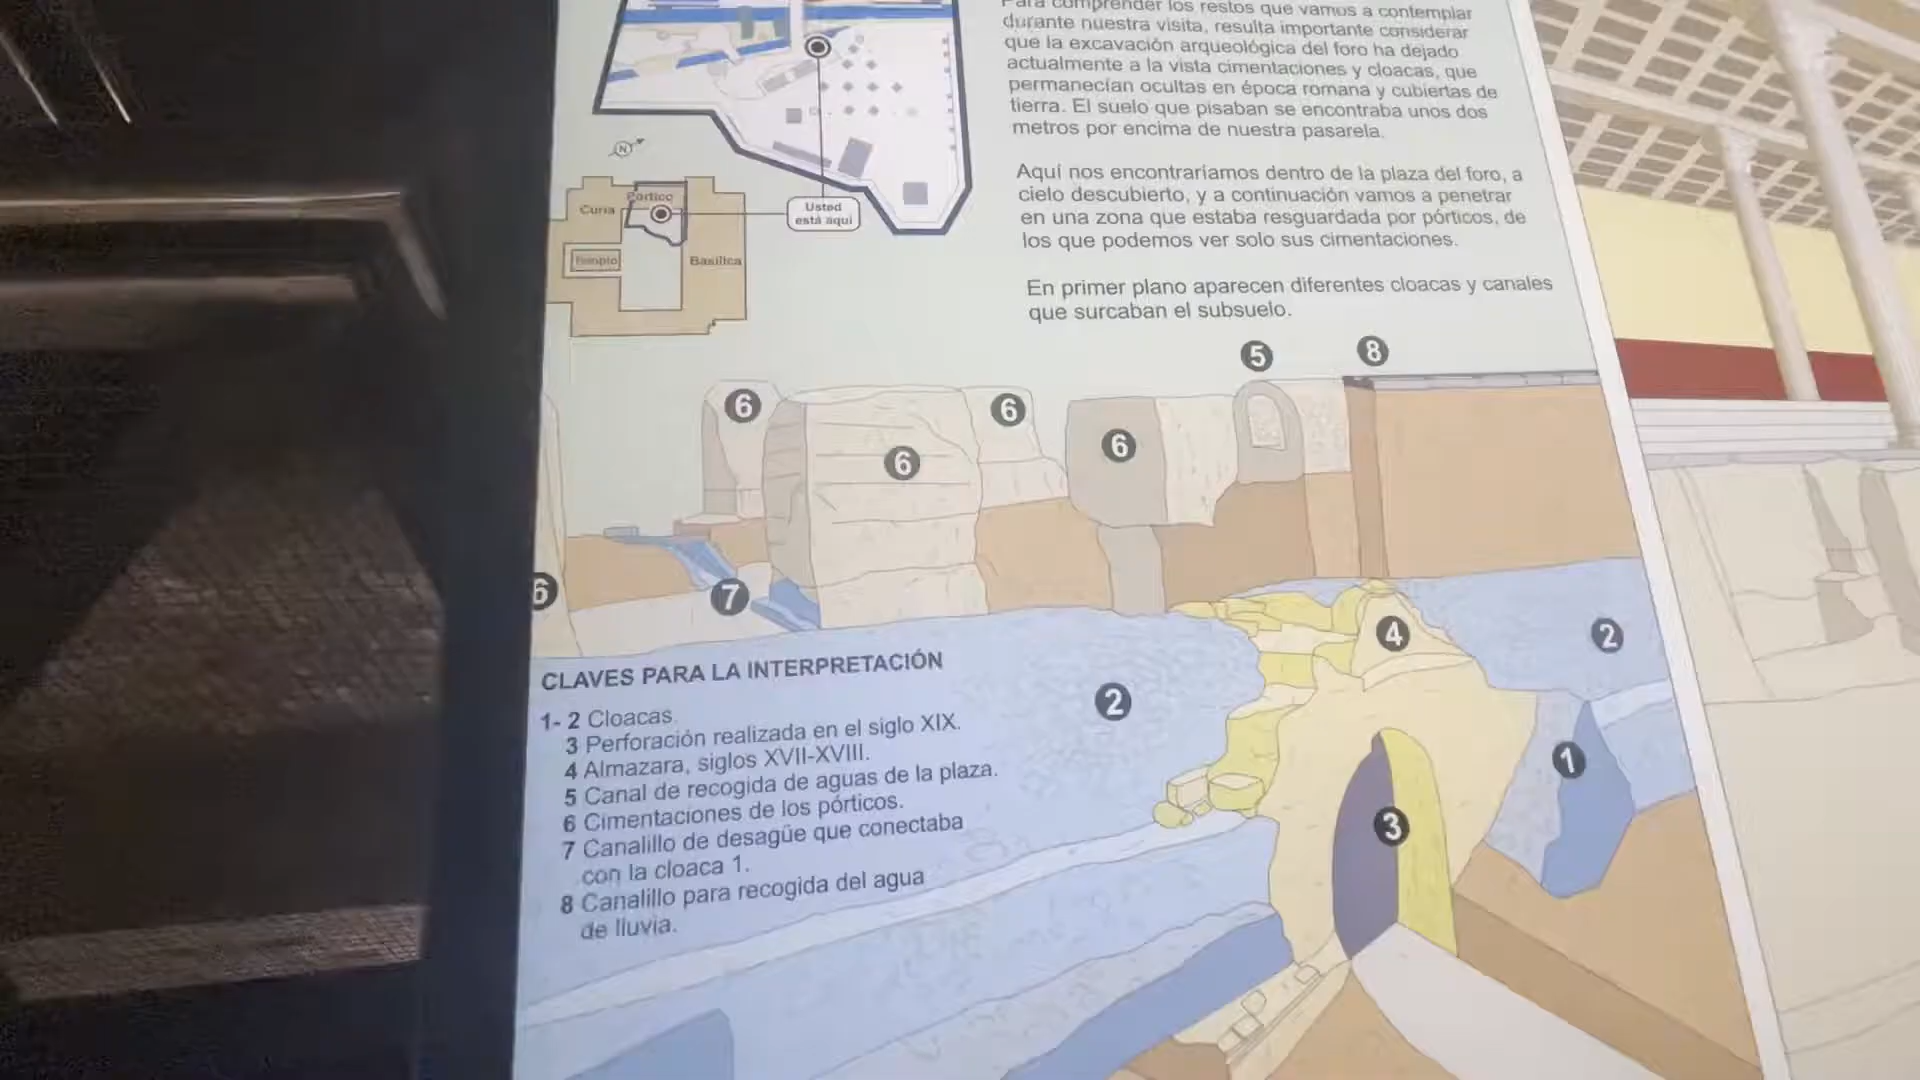 Para comprender los restos que vamos a contemplar
durante nuestra visita, resulta importante considerar
que la excavación arqueológica del foro ha dejado
actualmente a la vista cimentaciones y cloacas, que
permanecían ocultas en época romana y cubiertas de
tierra. El suelo que pisaban se encontraba unos dos
metros por encima de nuestra pasarela.
Aquí nos encontraríamos dentro de la plaza del foro, a
cielo descubierto, y a continuación vamos a penetrar
en una zona que estaba resguardada por pórticos, de
los que podemos ver solo sus cimentaciones.
En primer plano aparecen diferentes cloacas y canales
que surcaban el subsuelo.
N
Pórtico
Curia
Templo
Basílica
Usted
está aquí
5
8
6
6
6
6
6
7
4
2
2
1
3
CLAVES PARA LA INTERPRETACIÓN
1- 2 Cloacas.
3 Perforación realizada en el siglo XIX.
4 Almazara, siglos XVII-XVIII.
5 Canal de recogida de aguas de la plaza.
6 Cimentaciones de los pórticos.
7 Canalillo de desagüe que conectaba
con la cloaca 1.
8 Canalillo para recogida del agua
de lluvia.